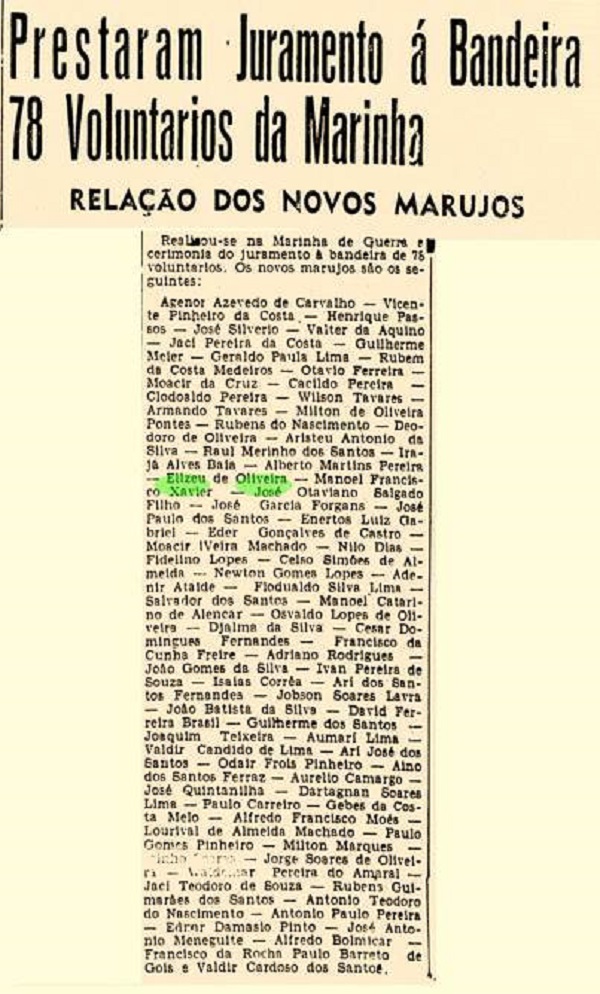 Prestaram Juramento á Bandeira
78 Voluntarios da Marinha
RELAÇÃO DOS NOVOS MARUJOS
Realisou-se na Marinha de Guerra e
cerimonia do juramento à bandeira de 78
voluntarios. Os novos marujos são os se-
guintes:
Agenor Azevedo de Carvalho — Vicen-
te Pinheiro da Costa — Henrique Pas-
sos — José Silverio — Valter da Aquino
— Jaci Pereira da Costa — Guilherme
Meier — Geraldo Paula Lima — Rubem
da Costa Medeiros — Otavio Ferreira —
Moacir da Cruz — Cacildo Pereira —
Clodoaldo Pereira — Wilson Tavares —
Armando Tavares — Milton de Oliveira
Pontes — Rubens do Nascimento — Deo-
doro de Oliveira — Aristeu Antonio da
Silva — Raul Merinho dos Santos — Ira-
já Alves Baia — Alberto Martins Pereira
— Elizeu de Oliveira — Manoel Francis-
co Xavier — José Otaviano Salgado
Filho — José Garcia Forgans — José
Paulo dos Santos — Enertos Luiz Ga-
briel — Eder Gonçalves de Castro —
Moacir iVeira Machado — Nilo Dias —
Fidelino Lopes — Celso Simões de Al-
meida — Newton Gomes Lopes — Ade-
nir Ataide — Flodualdo Silva Lima —
Salvador dos Santos — Manoel Catari-
no de Alencar — Osvaldo Lopes de Oli-
veira — Djalma da Silva — Cesar Do-
mingues Fernandes — Francisco da
Cunha Freire — Adriano Rodrigues —
João Gomes da Silva — Ivan Pereira de
Souza — Isaias Corrêa — Ari dos San-
tos Fernandes — Jobson Soares Lavra
— João Batista da Silva — David Fer-
reira Brasil — Guilherme dos Santos —
Joaquim Teixeira — Aumari Lima —
Valdir Candido de Lima — Ari José dos
Santos — Odair Frois Pinheiro — Aino
dos Santos Ferraz — Aurelio Camargo —
José Quintanilha — Dartagnan Soares
Lima — Paulo Carreiro — Gebes da Cos-
ta Melo — Alfredo Francisco Moés —
Lourival de Almeida Machado — Paulo
Gomes Pinheiro — Milton Marques —
— Jorge Soares de Olivei-
ra — Pereira do Amaral —
Jaci Teodoro de Souza — Rubens Gui-
marães dos Santos — Antonio Teodoro
do Nascimento — Antonio Paulo Pereira
— Edmar Damasio Pinto — José Anto-
nio Meneguite — Alfredo Bolmicar —
Francisco da Rocha Paulo Barreto de
Gois e Valdir Cardoso dos Santos.